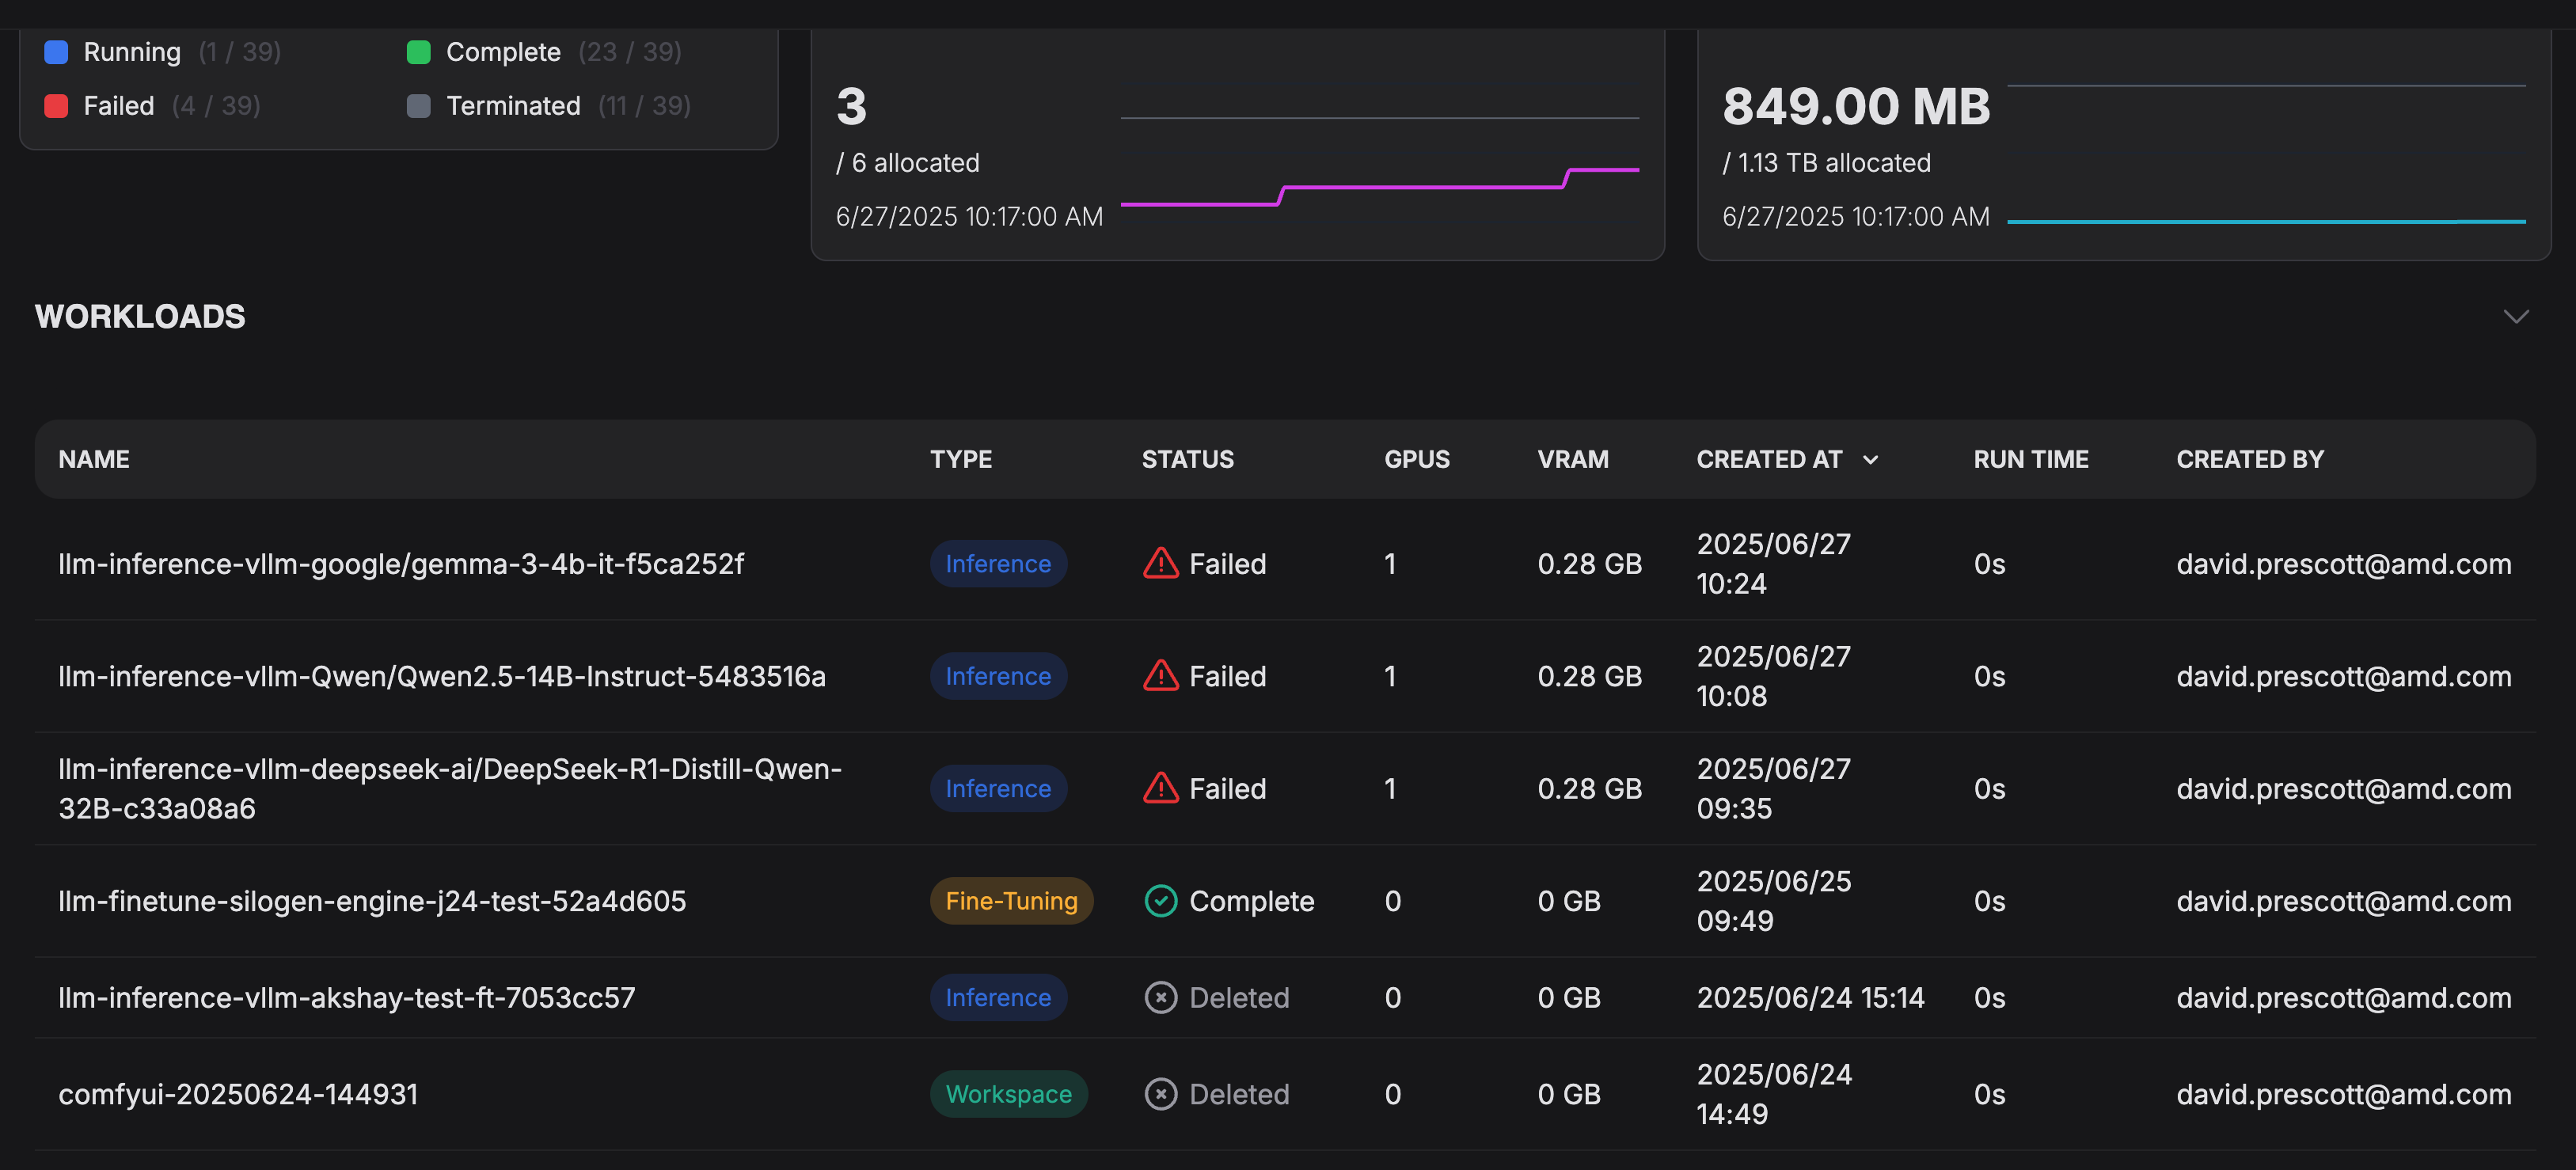 Running (1 / 39) Complete (23 / 39)
Failed (4 / 39) Terminated (11 / 39)
3
/ 6 allocated
6/27/2025 10:17:00 AM
849.00 MB
/ 1.13 TB allocated
6/27/2025 10:17:00 AM
WORKLOADS
NAME TYPE STATUS GPUS VRAM CREATED AT RUN TIME CREATED BY
llm-inference-vllm-google/gemma-3-4b-it-f5ca252f Inference Failed 1 0.28 GB 2025/06/27
10:24 0s david.prescott@amd.com
llm-inference-vllm-Qwen/Qwen2.5-14B-Instruct-5483516a Inference Failed 1 0.28 GB 2025/06/27
10:08 0s david.prescott@amd.com
llm-inference-vllm-deepseek-ai/DeepSeek-R1-Distill-Qwen-
32B-c33a08a6 Inference Failed 1 0.28 GB 2025/06/27
09:35 0s david.prescott@amd.com
llm-finetune-silogen-engine-j24-test-52a4d605 Fine-Tuning Complete 0 0 GB 2025/06/25
09:49 0s david.prescott@amd.com
llm-inference-vllm-akshay-test-ft-7053cc57 Inference Deleted 0 0 GB 2025/06/24 15:14 0s david.prescott@amd.com
comfyui-20250624-144931 Workspace Deleted 0 0 GB 2025/06/24
14:49 0s david.prescott@amd.com